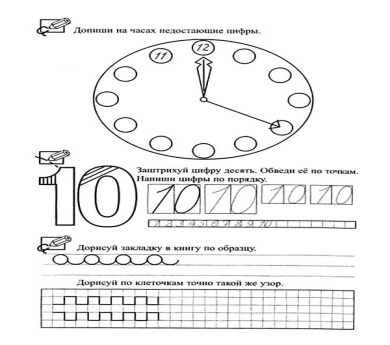 Допиши на часах недостающие цифры.
11 12
Заштрихуй цифру десять. Обведи её по точкам.
Напиши цифры по порядку.
10 10 10 10 10
1 2 3 4 5 6 7 8 9 10
Дорисуй закладку в книгу по образцу.
Дорисуй по клеточкам точно такой же узор.